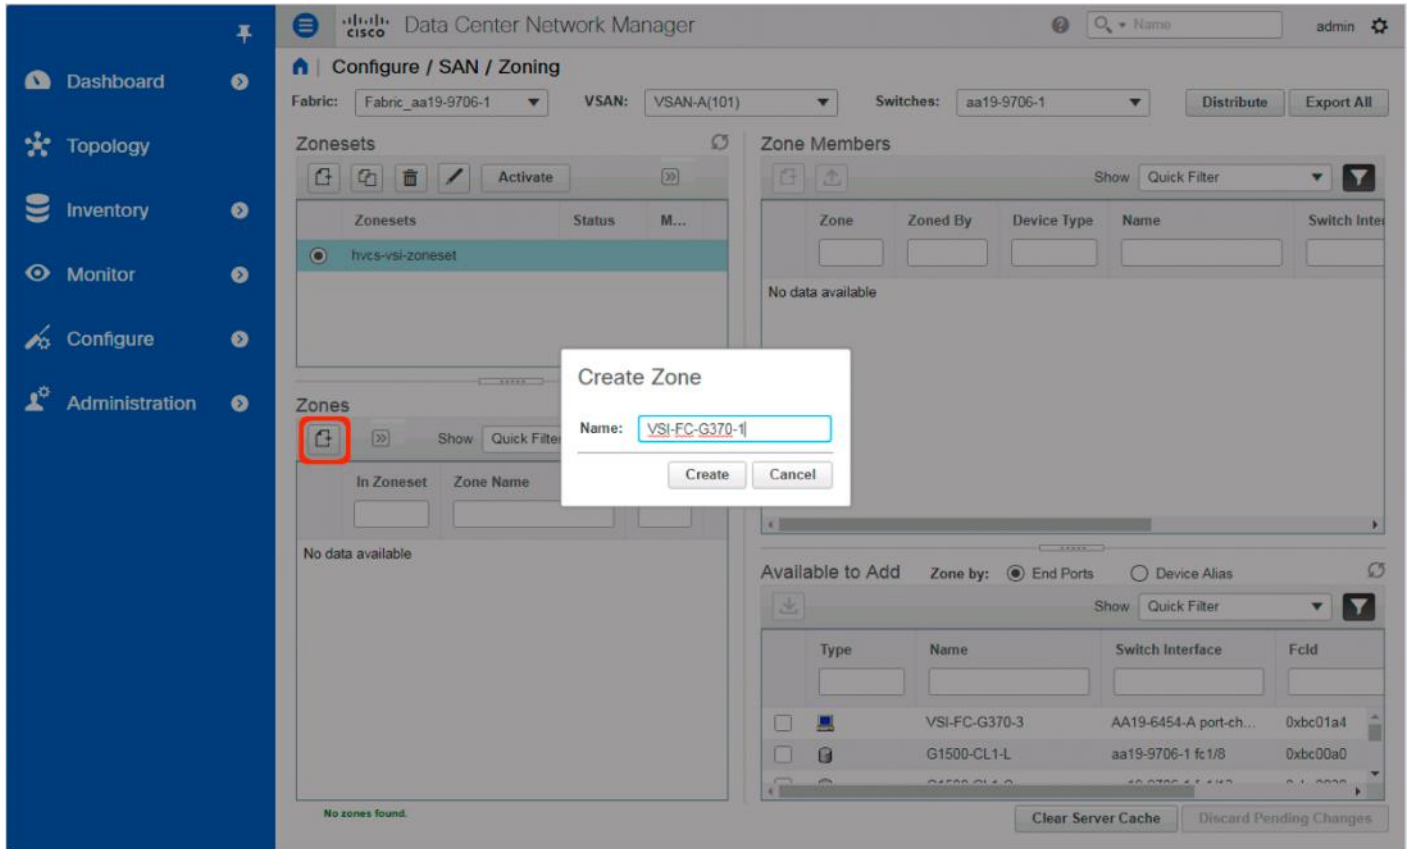 cisco Data Center Network Manager
Name
admin
Dashboard
Topology
Inventory
Monitor
Configure
Administration
Configure / SAN / Zoning
Fabric: Fabric_aa19-9706-1 VSAN: VSAN-A(101) Switches: aa19-9706-1 Distribute Export All
Zonesets
Activate
Zonesets Status M...
hvcs-vsi-zoneset
Zone Members
Show Quick Filter
Zone Zoned By Device Type Name Switch Inter
No data available
Create Zone
Name: VSI-FC-G370-1
Create Cancel
Zones
Show Quick Filter
In Zoneset Zone Name
No data available
No zones found.
Available to Add Zone by: End Ports Device Alias
Show Quick Filter
Type Name Switch Interface FcId
VSI-FC-G370-3 AA19-6454-A port-ch... 0xbc01a4
G1500-CL1-L aa19-9706-1 fc1/8 0xbc00a0
Clear Server Cache Discard Pending Changes